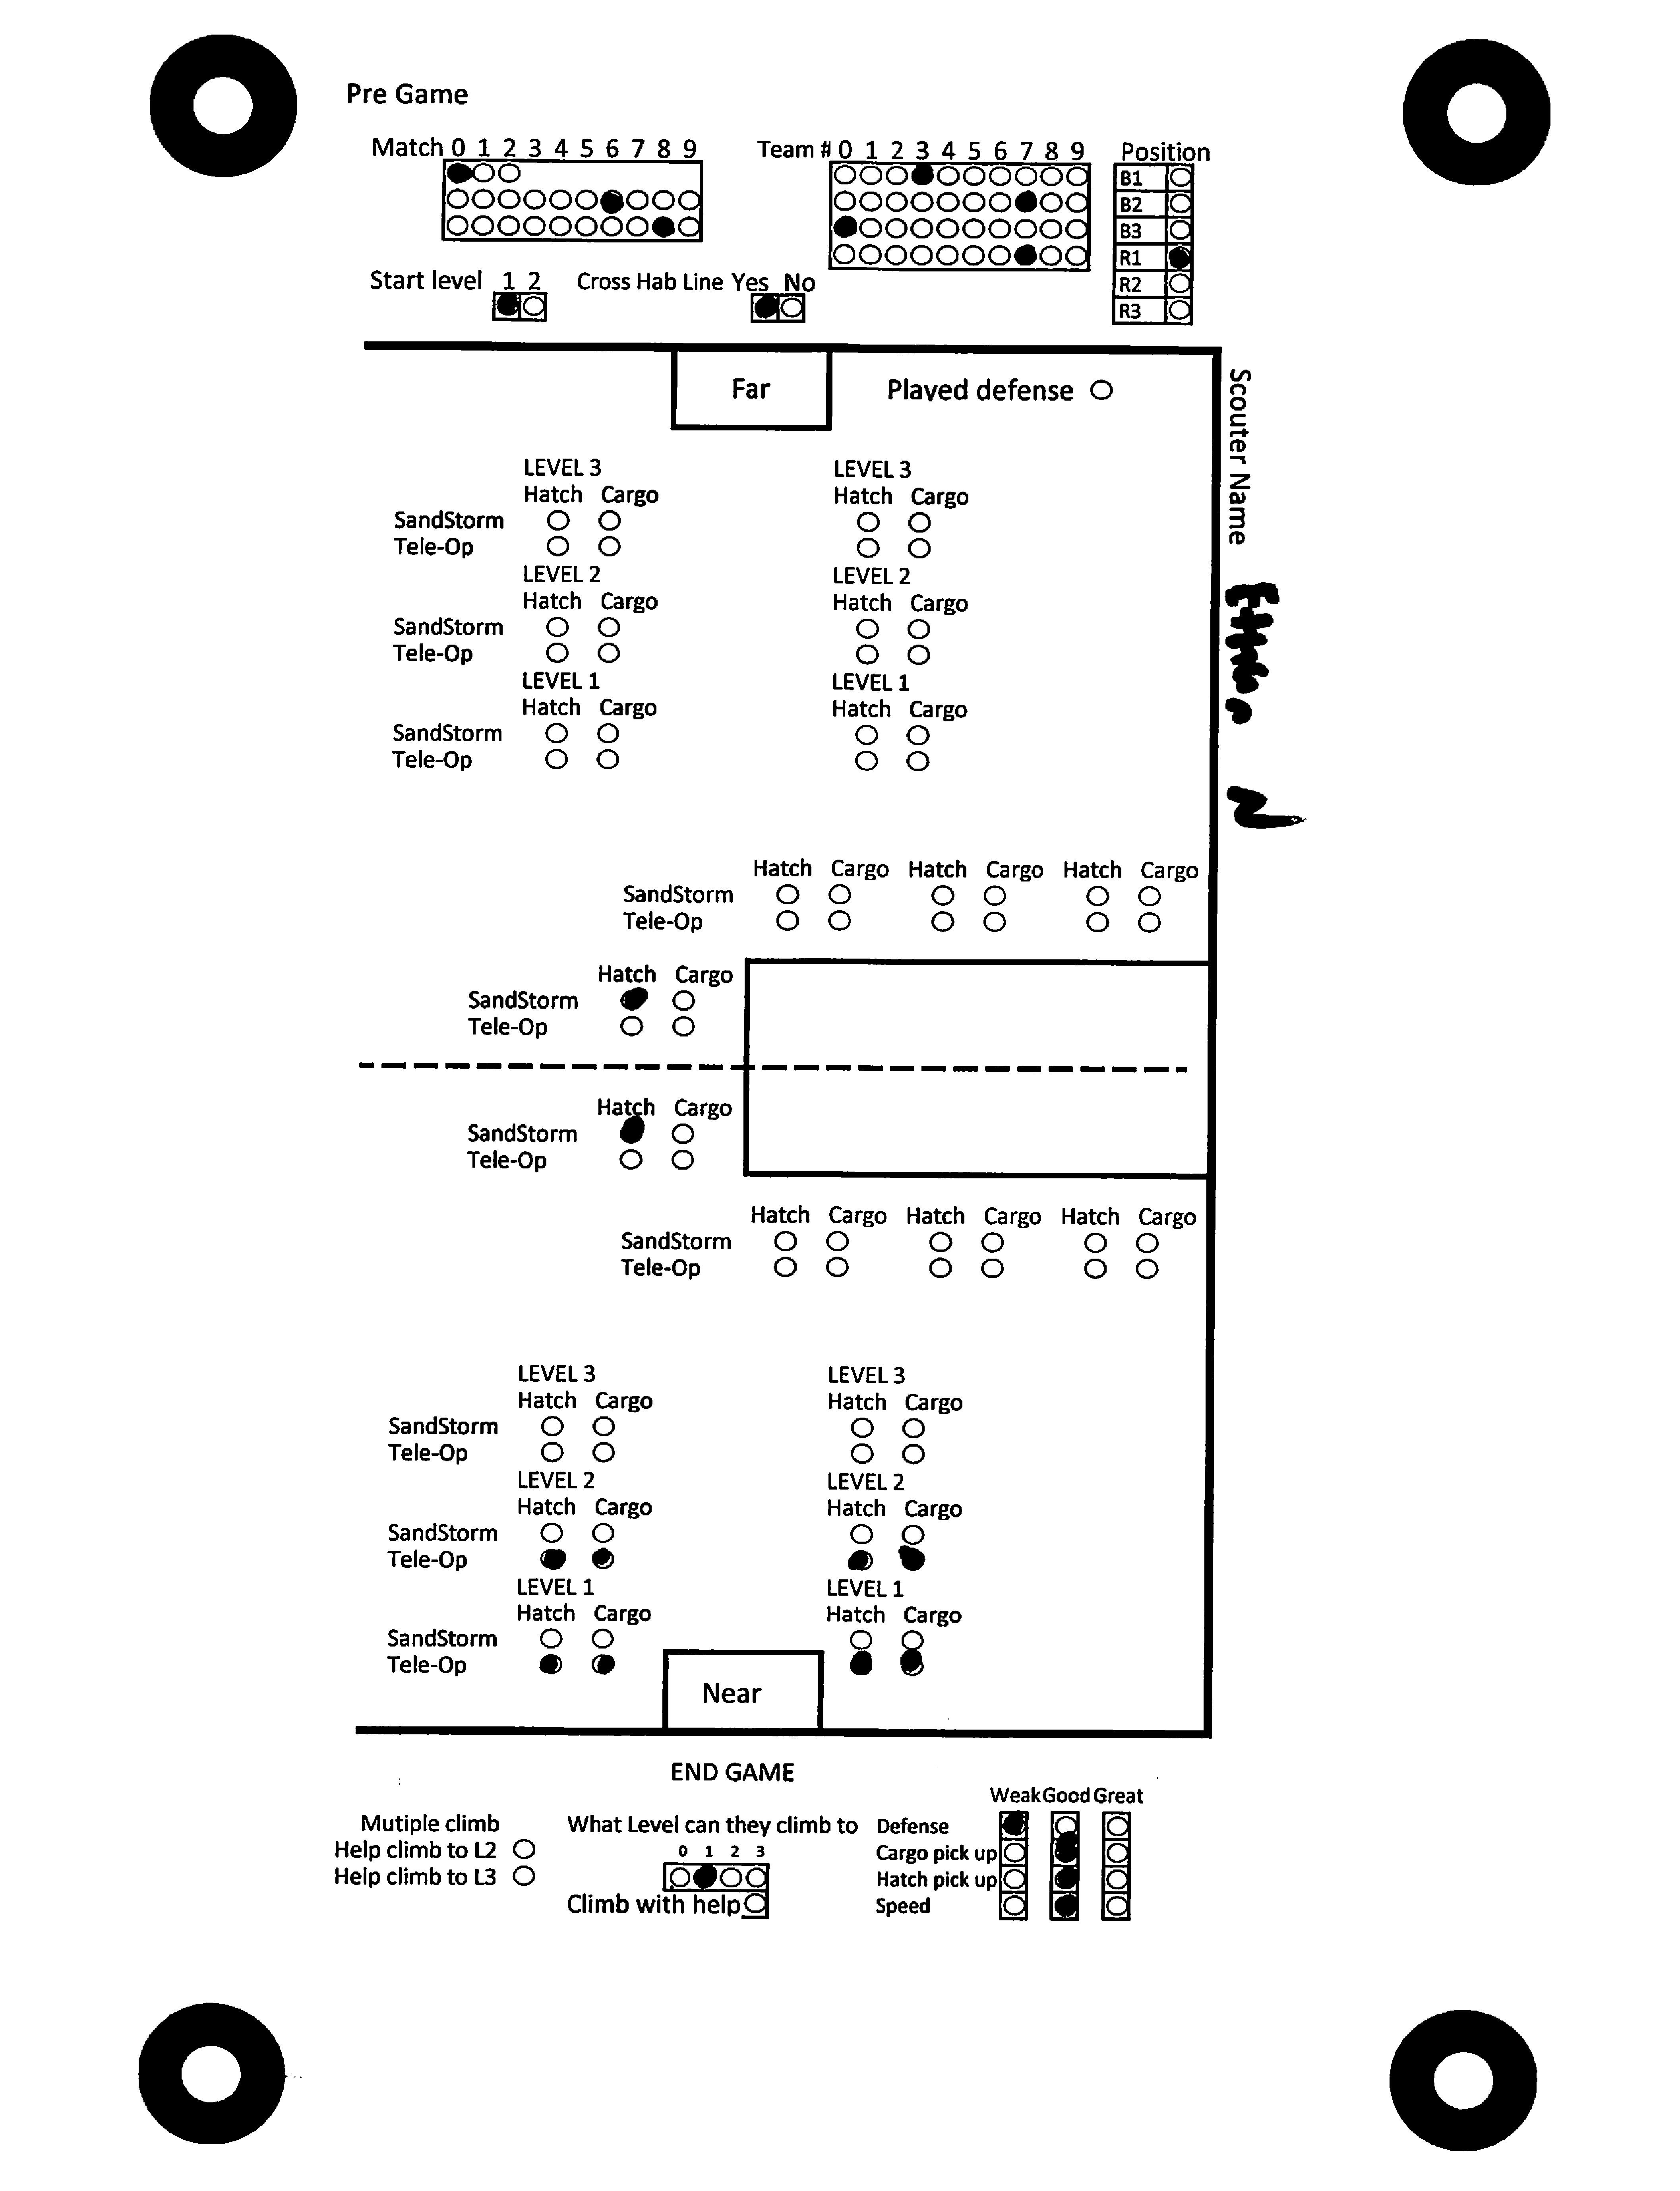 Pre Game
Match 0 1 2 3 4 5 6 7 8 9
Team # 0 1 2 3 4 5 6 7 8 9
Position
B1
B2
B3
R1
R2
R3
Start level 1 2
Cross Hab Line Yes No
Far
Played defense
Scouter Name
LEVEL 3 LEVEL 3
Hatch Cargo Hatch Cargo
SandStorm
Tele-Op
LEVEL 2 LEVEL 2
Hatch Cargo Hatch Cargo
SandStorm
Tele-Op
LEVEL 1 LEVEL 1
Hatch Cargo Hatch Cargo
SandStorm
Tele-Op
Hatch Cargo Hatch Cargo Hatch Cargo
SandStorm
Tele-Op
Hatch Cargo
SandStorm
Tele-Op
Hatch Cargo
SandStorm
Tele-Op
Hatch Cargo Hatch Cargo Hatch Cargo
SandStorm
Tele-Op
LEVEL 3 LEVEL 3
Hatch Cargo Hatch Cargo
SandStorm
Tele-Op
LEVEL 2 LEVEL 2
Hatch Cargo Hatch Cargo
SandStorm
Tele-Op
LEVEL 1 LEVEL 1
Hatch Cargo Hatch Cargo
SandStorm
Tele-Op
Near
END GAME
Mutiple climb
Help climb to L2
Help climb to L3
What Level can they climb to
0 1 2 3
Climb with help
Weak Good Great
Defense
Cargo pick up
Hatch pick up
Speed